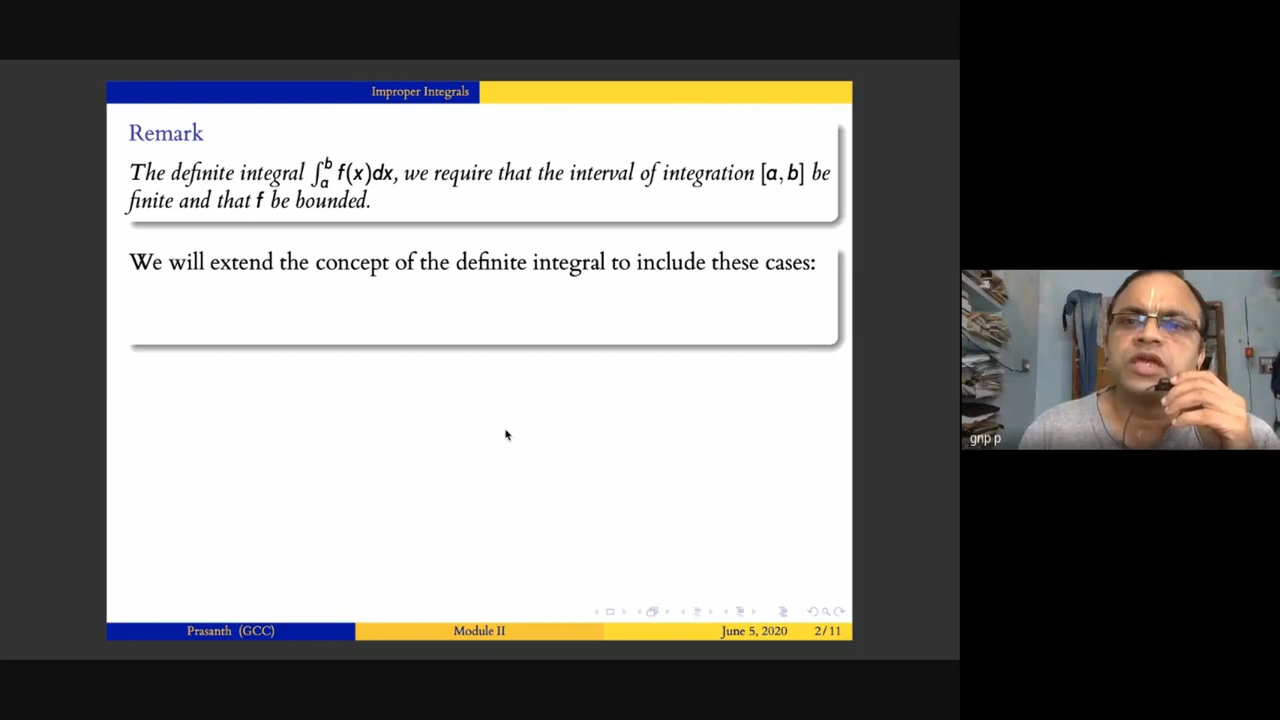 Improper Integrals
Remark
The definite integral ∫_a^b f(x)dx, we require that the interval of integration [a, b] be
finite and that f be bounded.
We will extend the concept of the definite integral to include these cases:
gnp p
Prasanth (GCC) Module II June 5, 2020 2/11